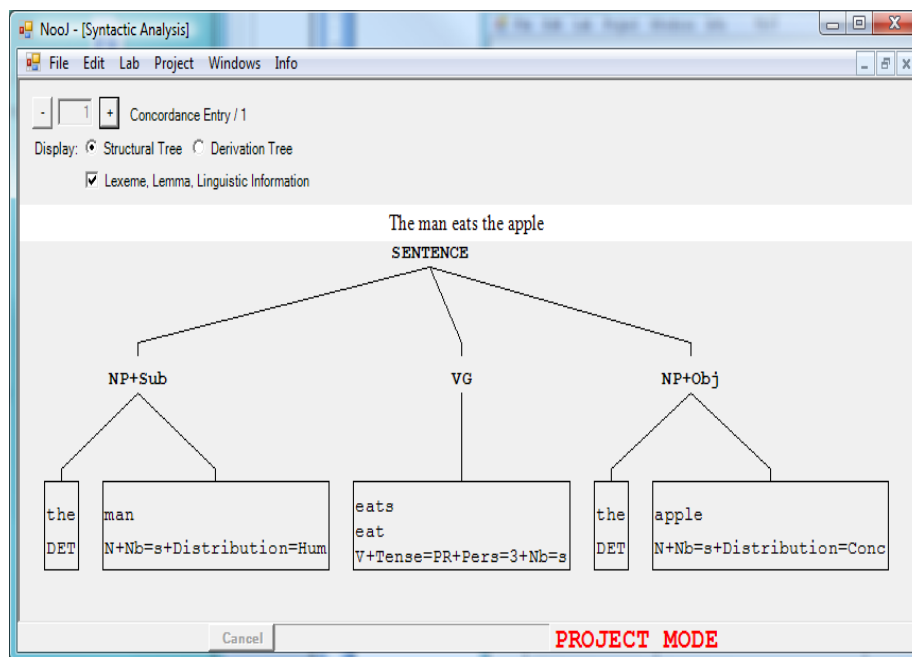 NooJ - [Syntactic Analysis]
File Edit Lab Project Windows Info
- 1 + Concordance Entry / 1
Display: Structural Tree Derivation Tree
Lexeme, Lemma, Linguistic Information
The man eats the apple
SENTENCE
NP+Sub VG NP+Obj
the
DET
man
N+Nb=s+Distribution=Hum
eats
eat
V+Tense=PR+Pers=3+Nb=s
the
DET
apple
N+Nb=s+Distribution=Conc
Cancel PROJECT MODE